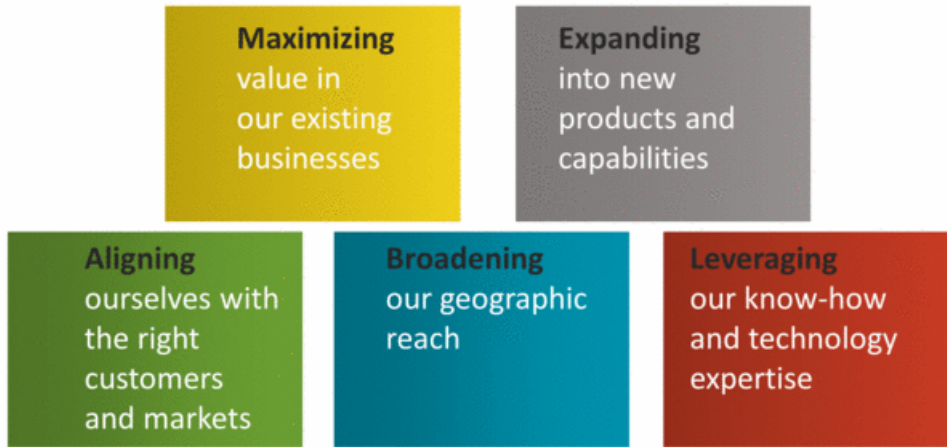 Maximizing
value in
our existing
businesses
Expanding
into new
products and
capabilities
Aligning
ourselves with
the right
customers
and markets
Broadening
our geographic
reach
Leveraging
our know-how
and technology
expertise